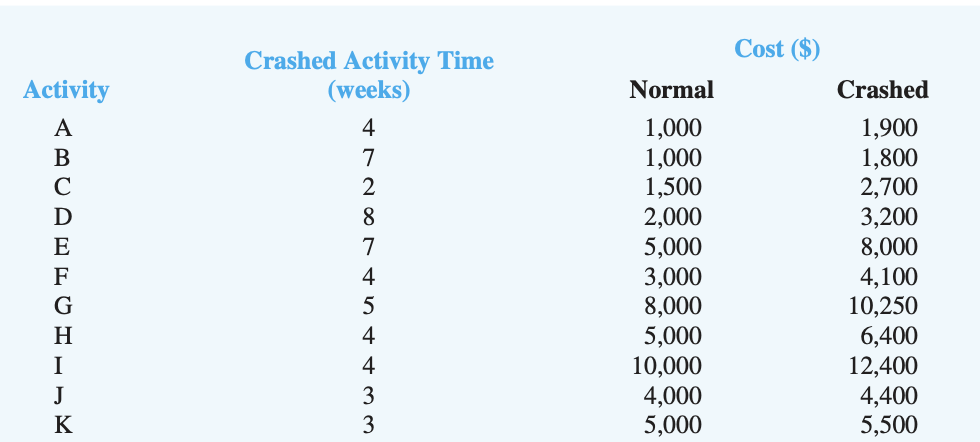 Cost ($)
Crashed Activity Time
Activity (weeks) Normal Crashed
A 4 1,000 1,900
B 7 1,000 1,800
C 2 1,500 2,700
D 8 2,000 3,200
E 7 5,000 8,000
F 4 3,000 4,100
G 5 8,000 10,250
H 4 5,000 6,400
I 4 10,000 12,400
J 3 4,000 4,400
K 3 5,000 5,500